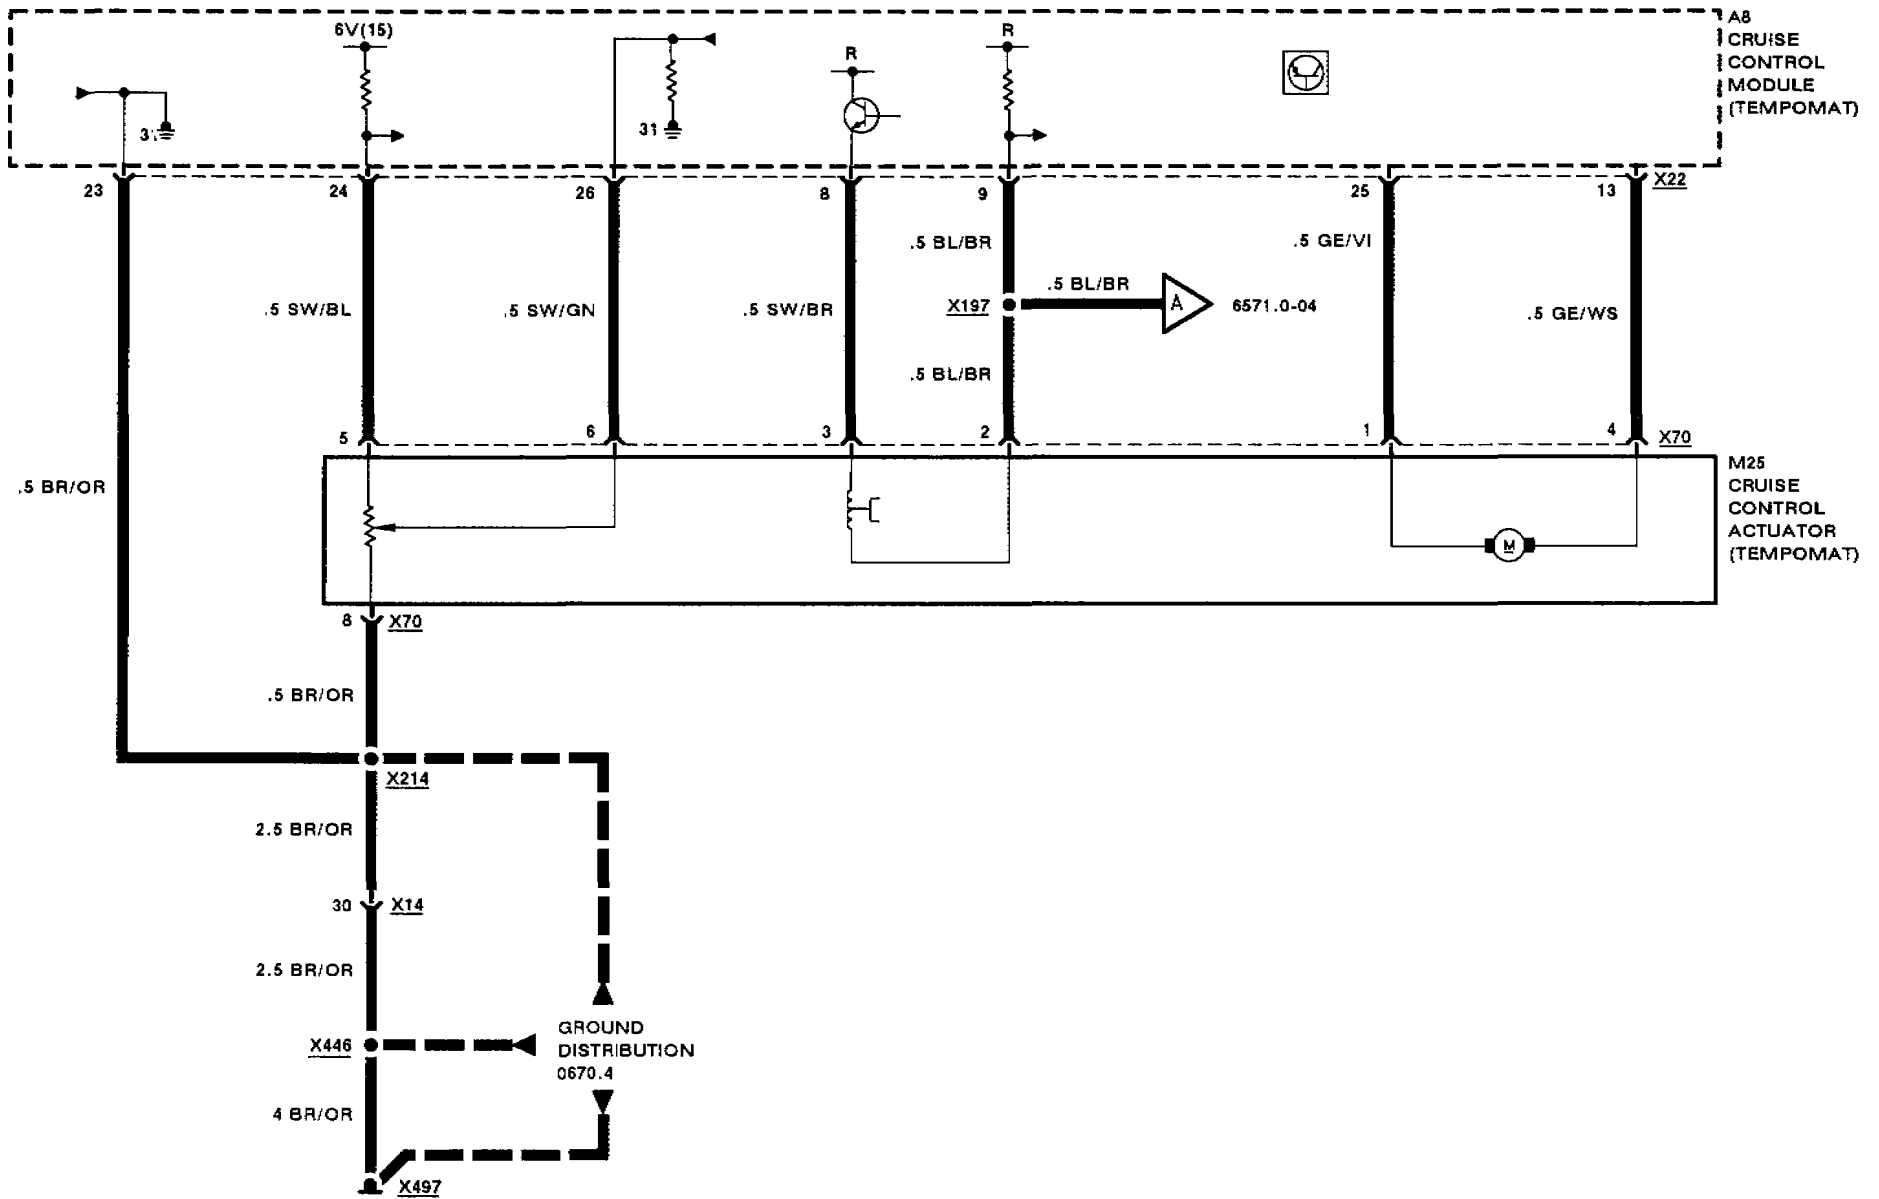 A8
CRUISE
CONTROL
MODULE
(TEMPOMAT)
6V(15)
R
R
31
31
23
24
26
8
9
25
13
X22
.5 BL/BR
.5 GE/VI
.5 BL/BR
A
6571.0-04
.5 SW/BL
.5 SW/GN
.5 SW/BR
X197
.5 GE/WS
.5 BL/BR
5
6
3
2
1
4
X70
M25
CRUISE
CONTROL
ACTUATOR
(TEMPOMAT)
.5 BR/OR
M
8
X70
.5 BR/OR
X214
2.5 BR/OR
30
X14
2.5 BR/OR
X446
GROUND
DISTRIBUTION
0670.4
4 BR/OR
X497